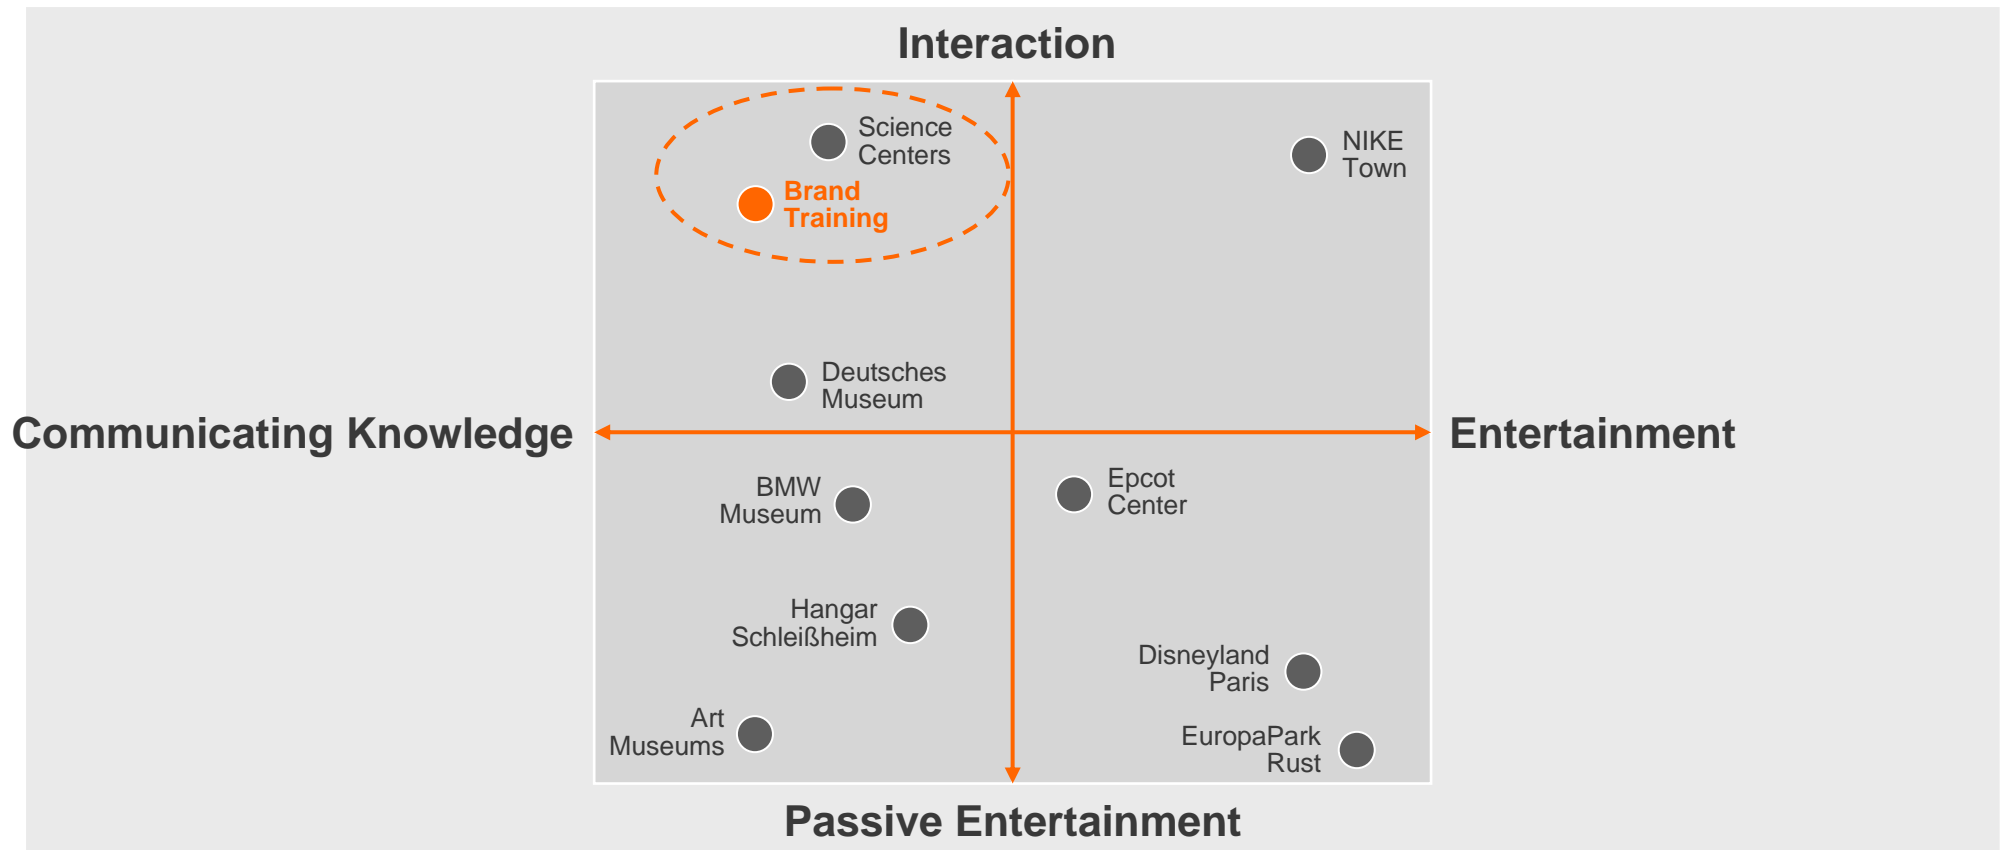 Interaction
Science
Centers
NIKE
Town
Brand
Training
Deutsches
Museum
Communicating Knowledge
Entertainment
BMW
Museum
Epcot
Center
Hangar
Schleißheim
Disneyland
Paris
Art
Museums
EuropaPark
Rust
Passive Entertainment